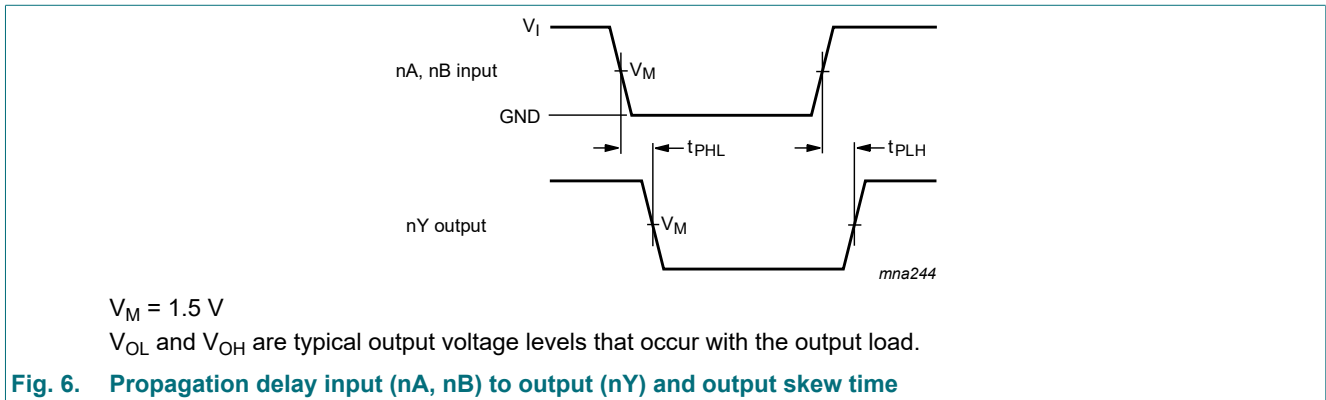 VI
nA, nB input
VM
GND
tPHL
tPLH
nY output
VM
mna244
VM = 1.5 V
VOL and VOH are typical output voltage levels that occur with the output load.
Fig. 6. Propagation delay input (nA, nB) to output (nY) and output skew time